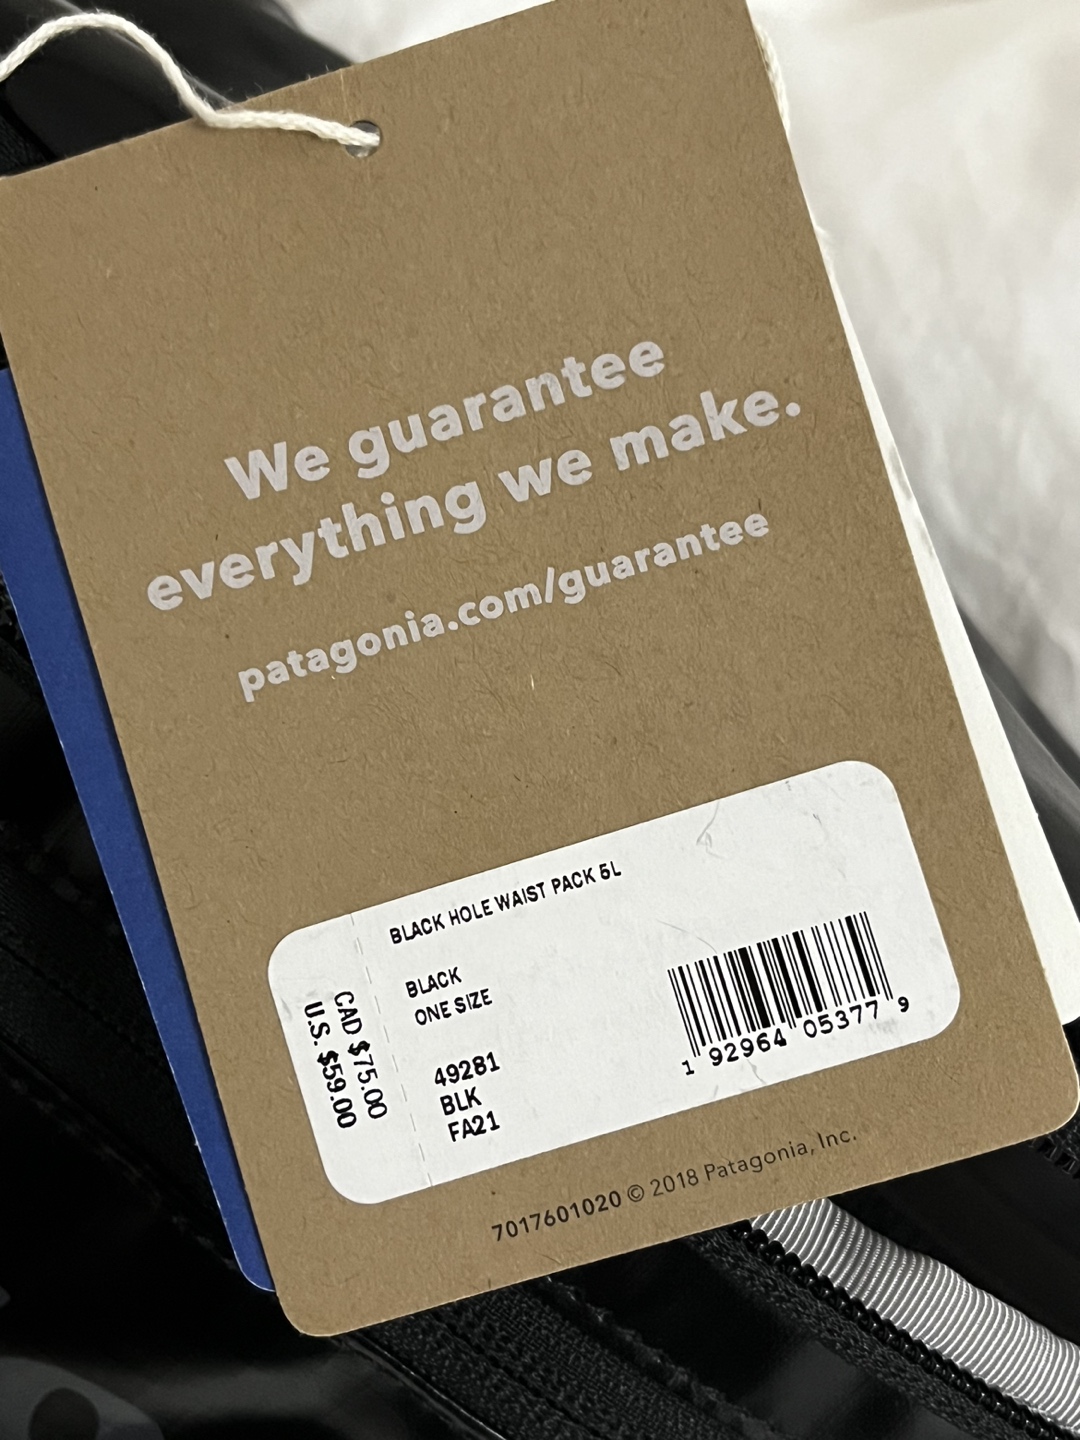 We guarantee
everything we make.
patagonia.com/guarantee
BLACK HOLE WAIST PACK 5L
BLACK
ONE SIZE
49281
BLK
FA21
CAD $75.00
U.S. $59.00
1 92964 05377 9
7017601020 © 2018 Patagonia, Inc.